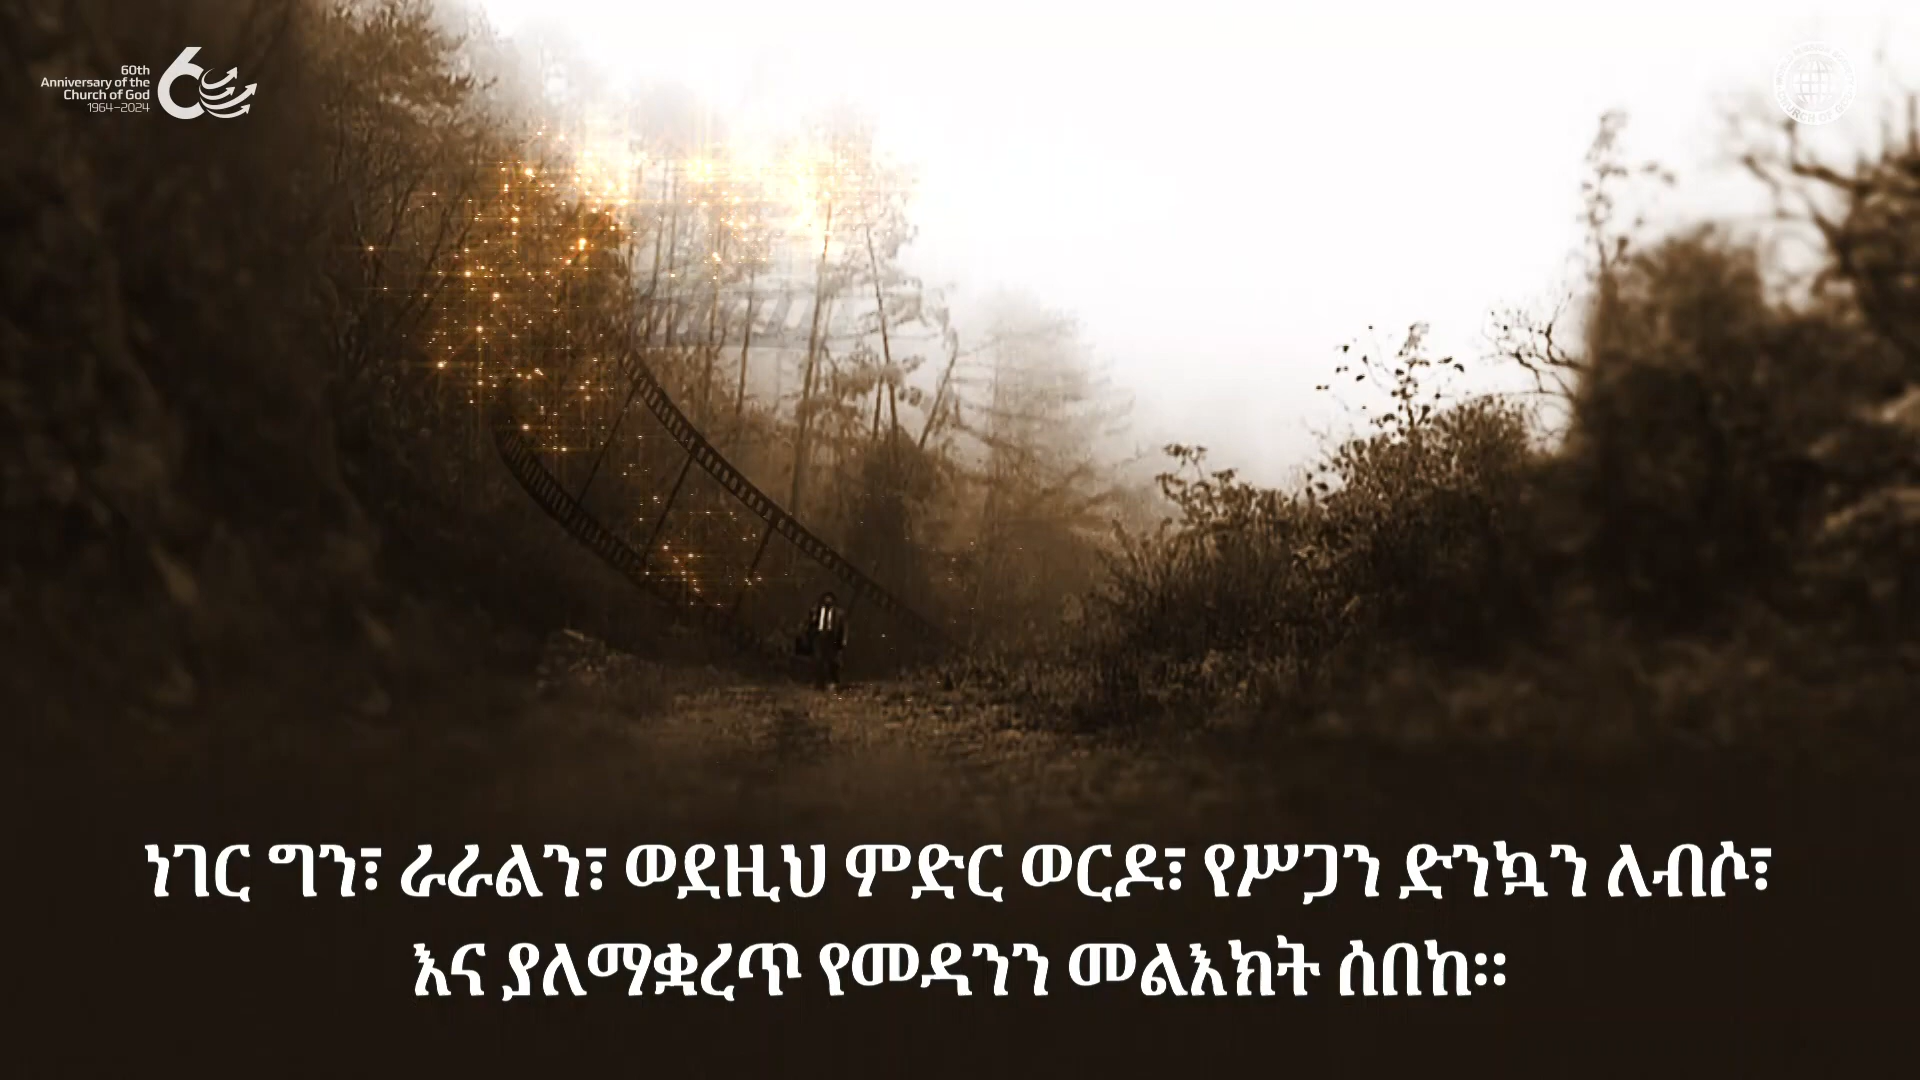 60th
Anniversary of the
Church of God
1964–2024
ነገር ግን፣ ራራልን፣ ወደዚህ ምድር ወርዶ፣ የሥጋን ድንኳን ለብሶ፣
እና ያለማቋረጥ የመዳንን መልእክት ሰበከ።